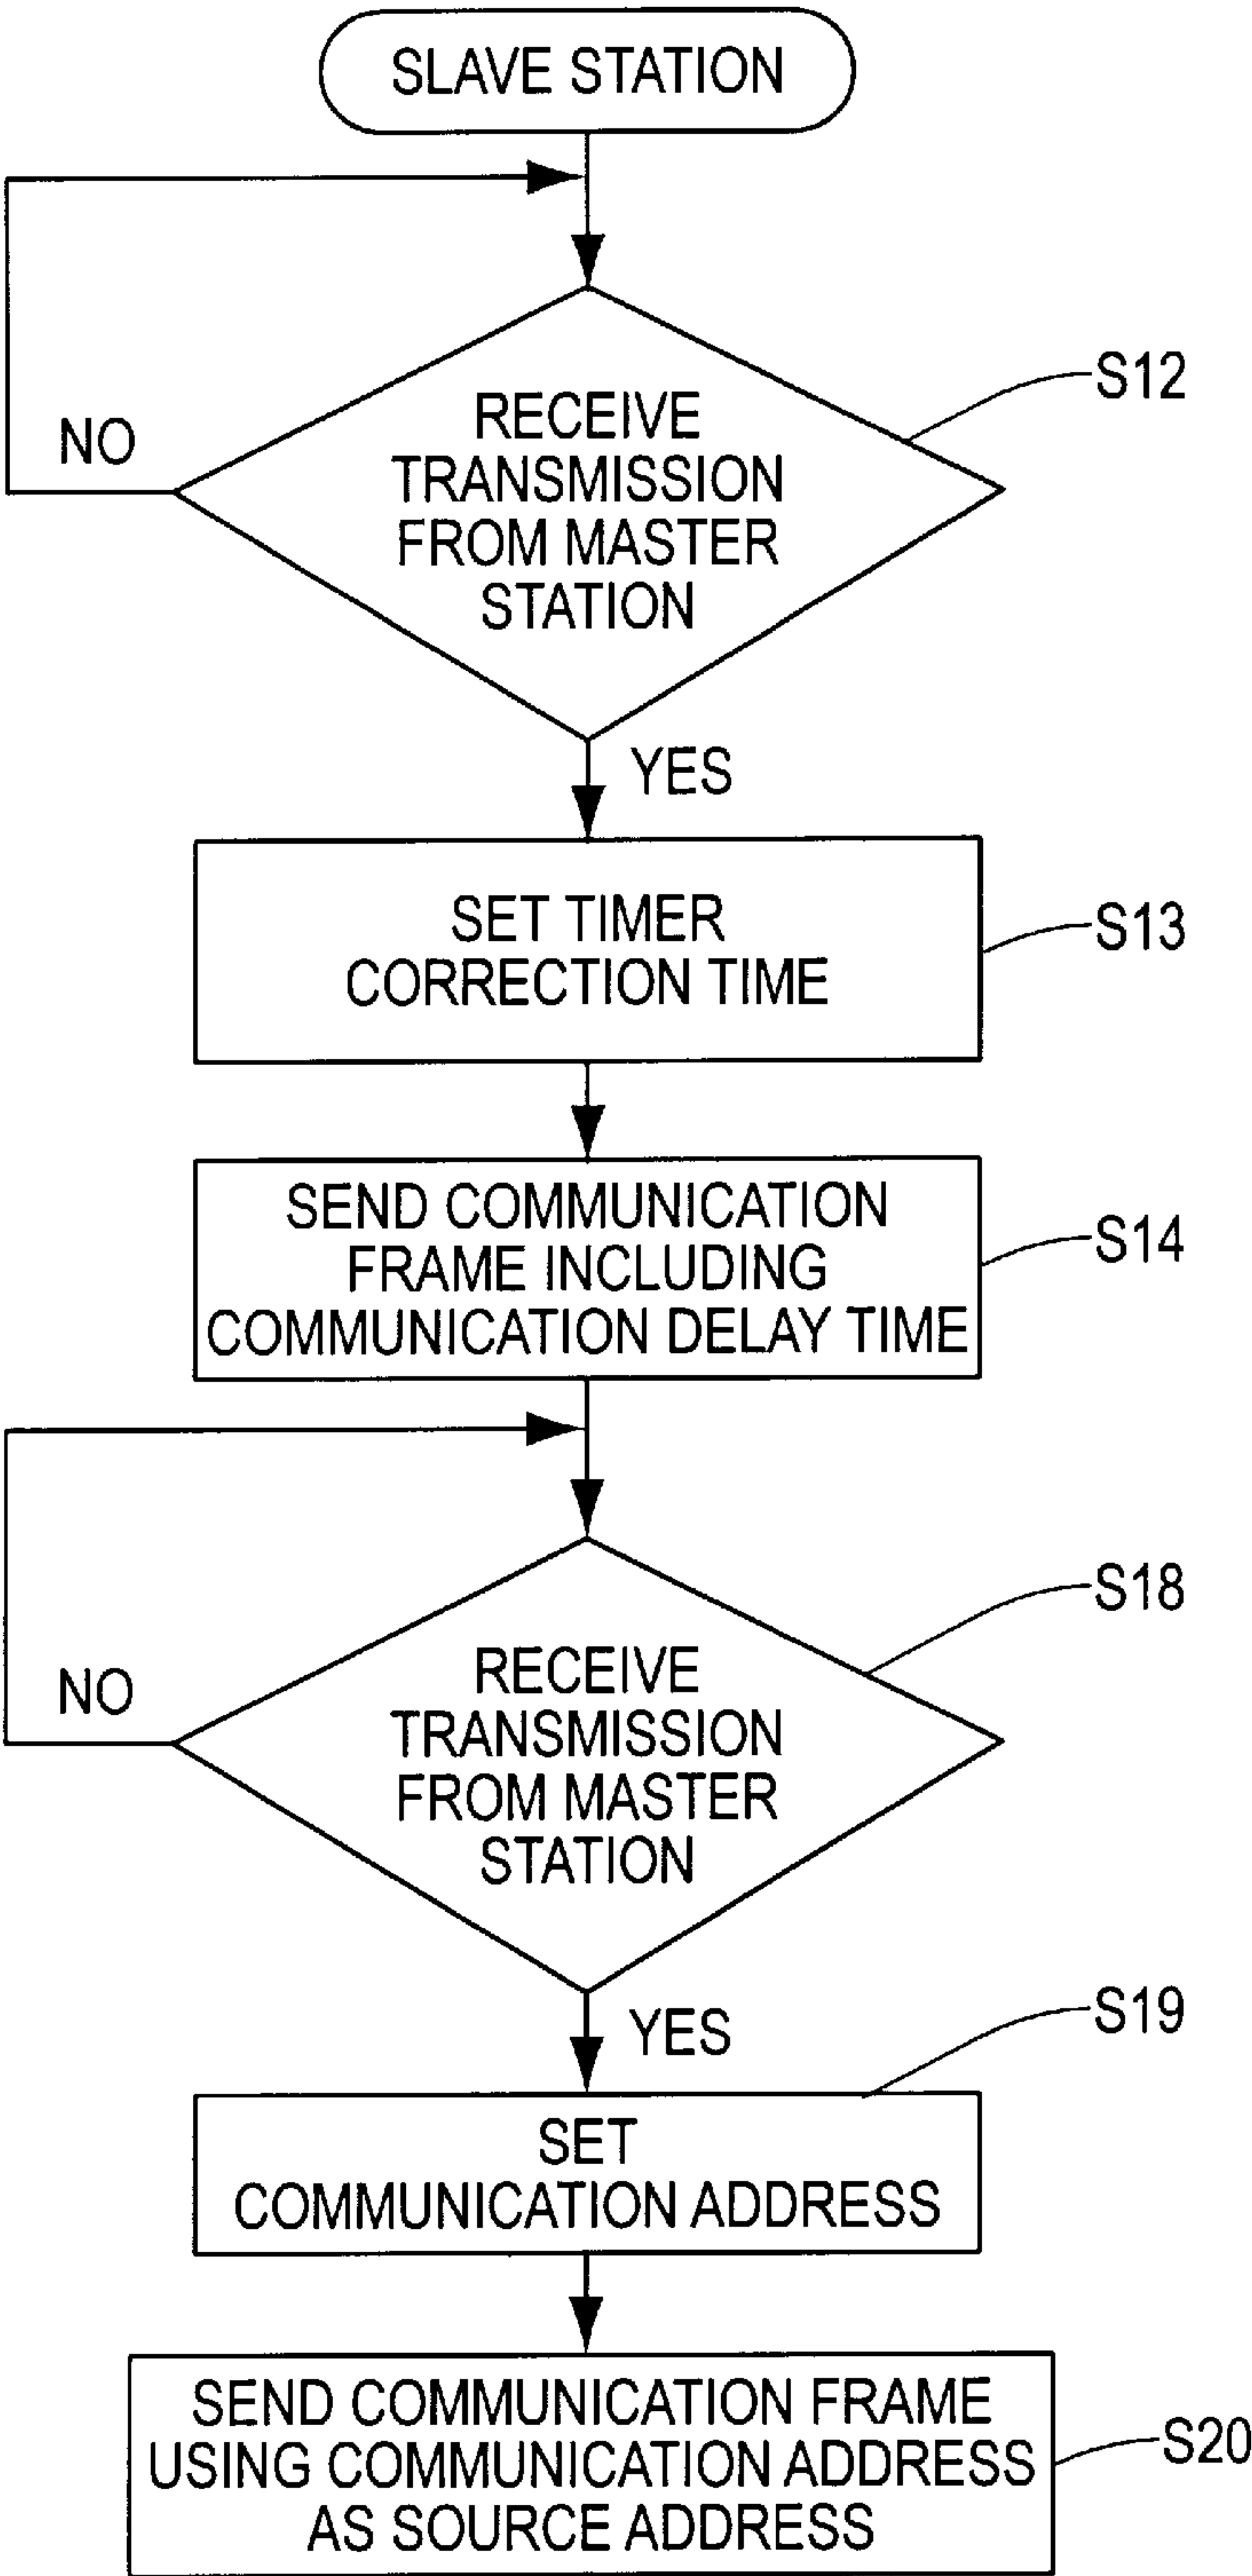 SLAVE STATION
S12
RECEIVE
TRANSMISSION
FROM MASTER
STATION
NO
YES
SET TIMER
CORRECTION TIME
S13
SEND COMMUNICATION
FRAME INCLUDING
COMMUNICATION DELAY TIME
S14
S18
RECEIVE
TRANSMISSION
FROM MASTER
STATION
NO
YES
S19
SET
COMMUNICATION ADDRESS
SEND COMMUNICATION FRAME
USING COMMUNICATION ADDRESS
AS SOURCE ADDRESS
S20